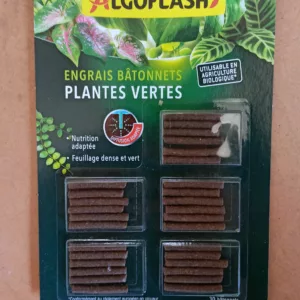 ALGOFLASH
ENGRAIS BÂTONNETS
PLANTES VERTES
UTILISABLE EN
AGRICULTURE
BIOLOGIQUE*
• Nutrition
adaptée
• Feuillage dense et vert